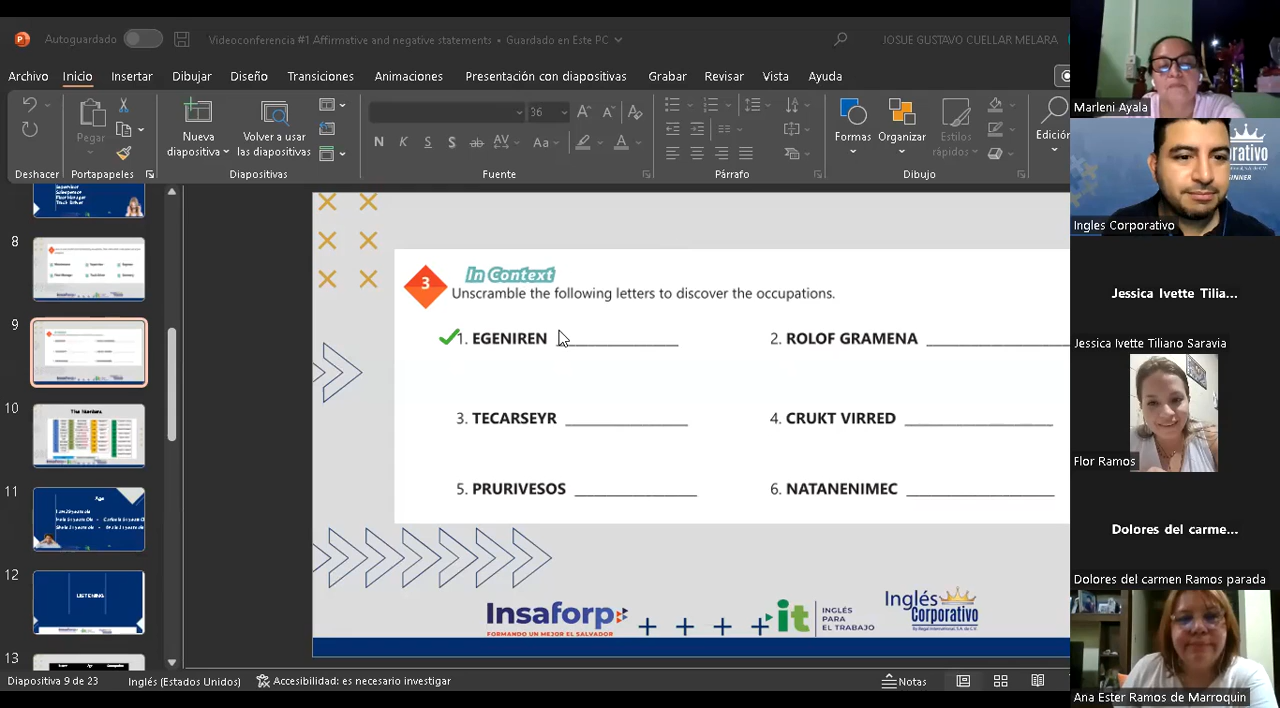 Autoguardado
Videoconferencia #1 Affirmative and negative statements • Guardado en Este PC
JOSUE GUSTAVO CUELLAR MELARA
Archivo Inicio Insertar Dibujar Diseño Transiciones Animaciones Presentación con diapositivas Grabar Revisar Vista Ayuda
Pegar
Nueva diapositiva
Volver a usar las diapositivas
36
N K S S ab AV Aa A
Formas
Organizar
Estilos rápidos
Edición
Deshacer Portapapeles Diapositivas Fuente Párrafo Dibujo
8
9
10
The Numbers
11
Age
12
LISTENING
13
3
In Context
Unscramble the following letters to discover the occupations.
1. EGENIREN
2. ROLOF GRAMENA
3. TECARSEYR
4. CRUKT VIRRED
5. PRURIVESOS
6. NATANENIMEC
Insaforp
FORMANDO UN MEJOR EL SALVADOR
it
INGLÉS
PARA
EL TRABAJO
Inglés
Corporativo
Diapositiva 9 de 23
Inglés (Estados Unidos)
Accesibilidad: es necesario investigar
Notas
Marleni Ayala
Ingles Corporativo
Jessica Ivette Tilia...
Jessica Ivette Tiliano Saravia
Flor Ramos
Dolores del carme...
Dolores del carmen Ramos parada
Ana Ester Ramos de Marroquin